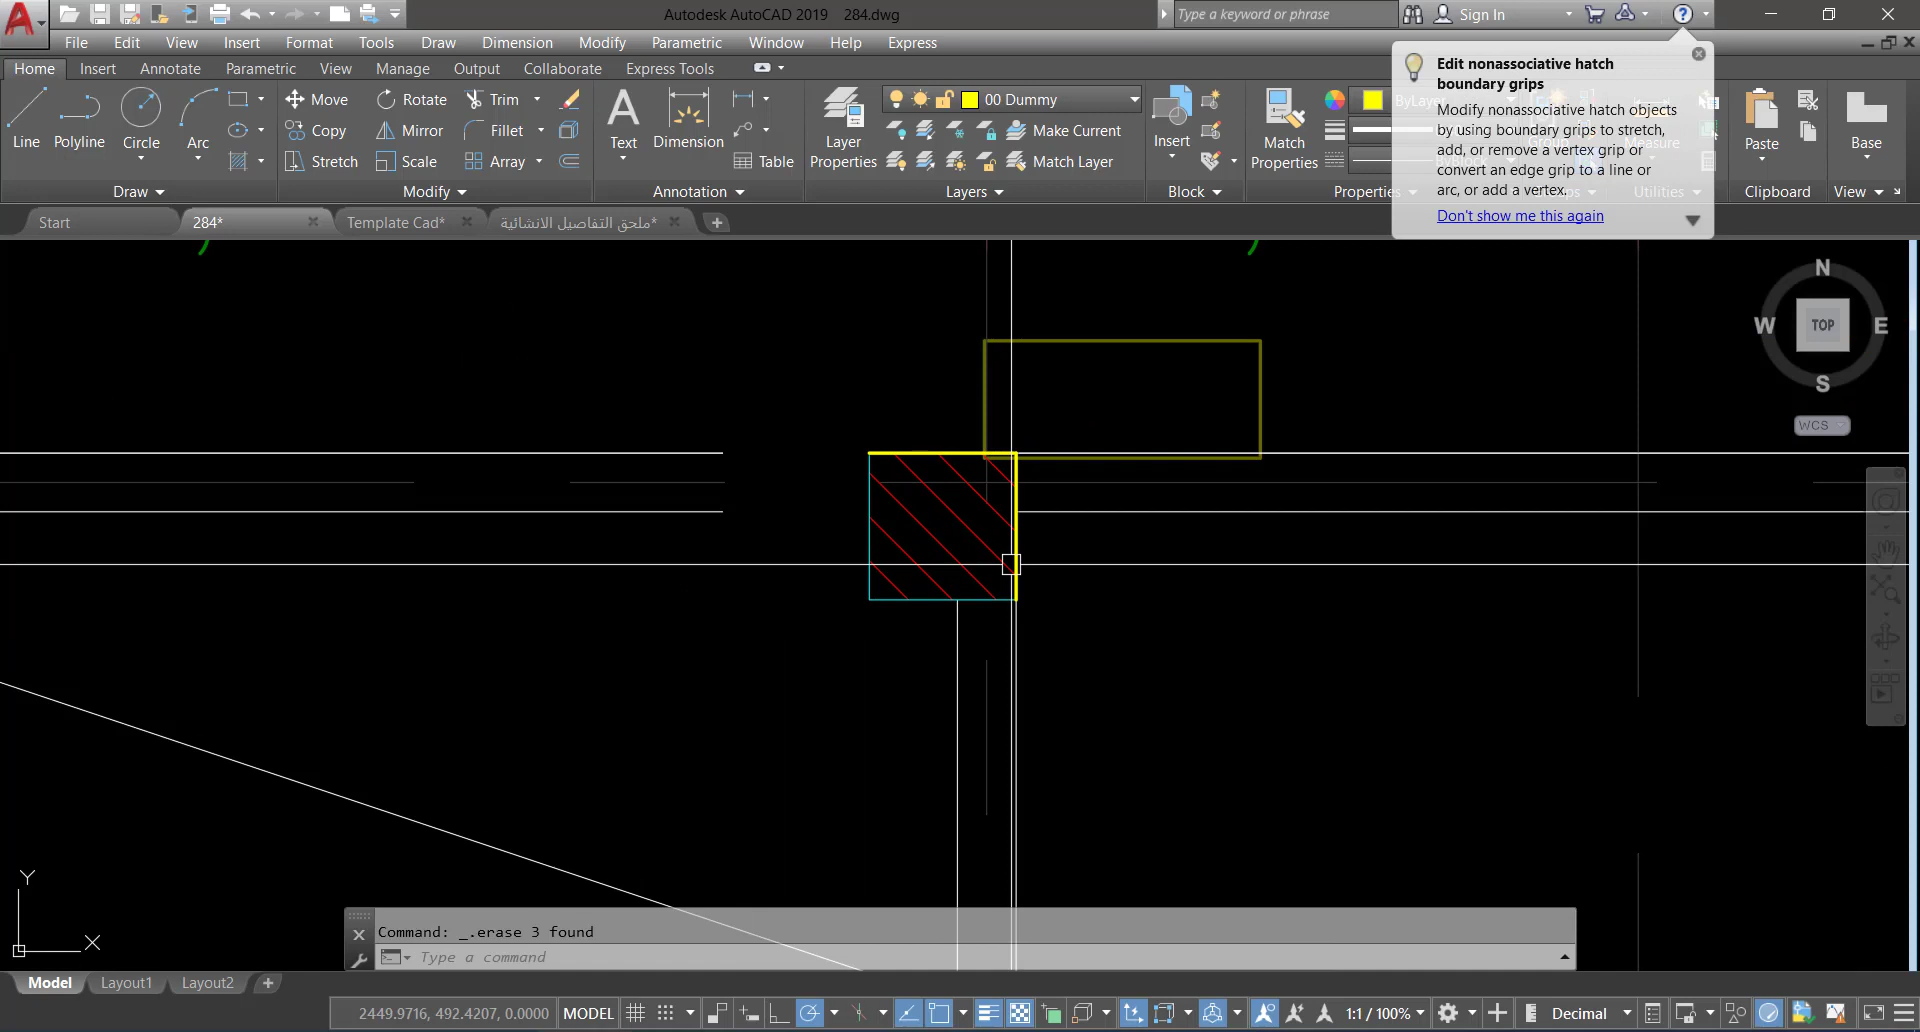 Autodesk AutoCAD 2019 284.dwg
Type a keyword or phrase
Sign In
File Edit View Insert Format Tools Draw Dimension Modify Parametric Window Help Express
Home Insert Annotate Parametric View Manage Output Collaborate Express Tools
Line Polyline Circle Arc
Move Rotate Trim
Copy Mirror Fillet
Stretch Scale Array
Text Dimension Table
Layer Properties
00 Dummy
Make Current
Match Layer
Insert
Match Properties
ByLayer
ByBlock
Group
Measure
Paste
Base
Draw Modify Annotation Layers Block Properties Groups Utilities Clipboard View
Edit nonassociative hatch
boundary grips
Modify nonassociative hatch objects
by using boundary grips to stretch,
add, or remove a vertex grip or
convert an edge grip to a line or
arc, or add a vertex.
Don't show me this again
Start 284* Template Cad* ملحق التفاصيل الانشائية*
N
W TOP E
S
WCS
Y
X
Command: _.erase 3 found
Type a command
Model Layout1 Layout2
2449.9716, 492.4207, 0.0000 MODEL 1:1 / 100% Decimal